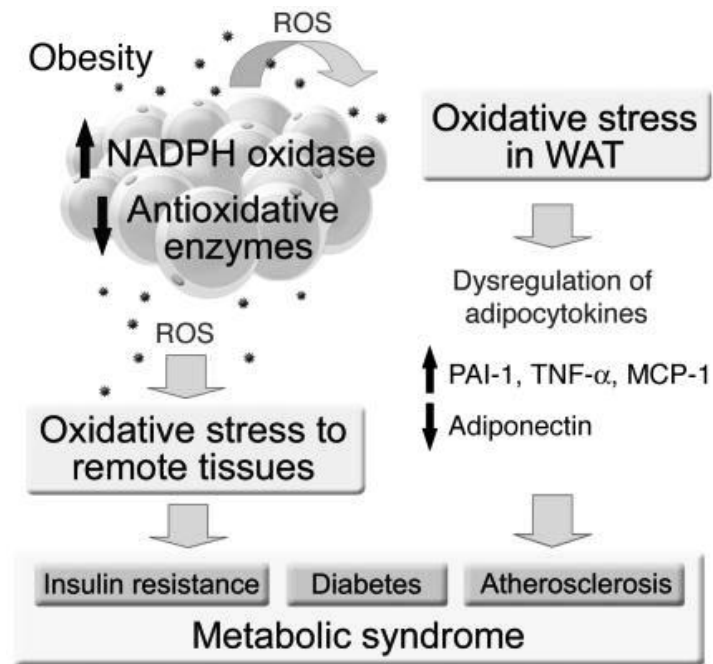 ROS
Obesity
NADPH oxidase
Antioxidative
enzymes
ROS
Oxidative stress to
remote tissues
Oxidative stress
in WAT
Dysregulation of
adipocytokines
PAI-1, TNF-α, MCP-1
Adiponectin
Insulin resistance
Diabetes
Atherosclerosis
Metabolic syndrome